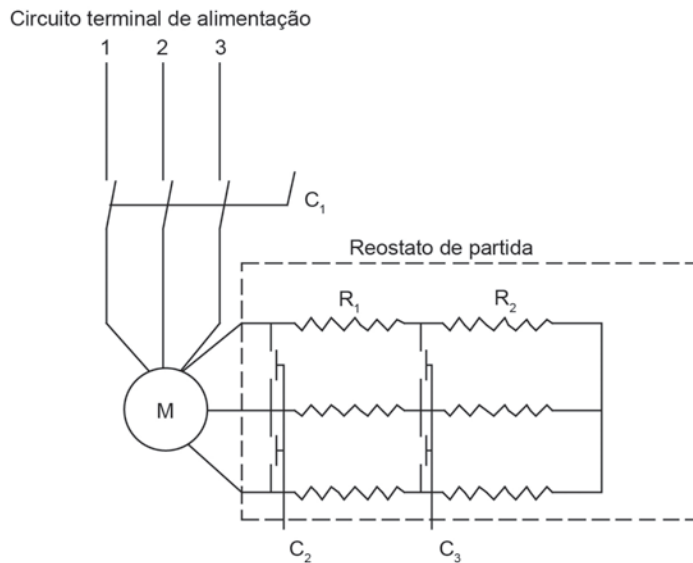 Circuito terminal de alimentação
1 2 3
C₁
Reostato de partida
R₁ R₂
M
C₂ C₃